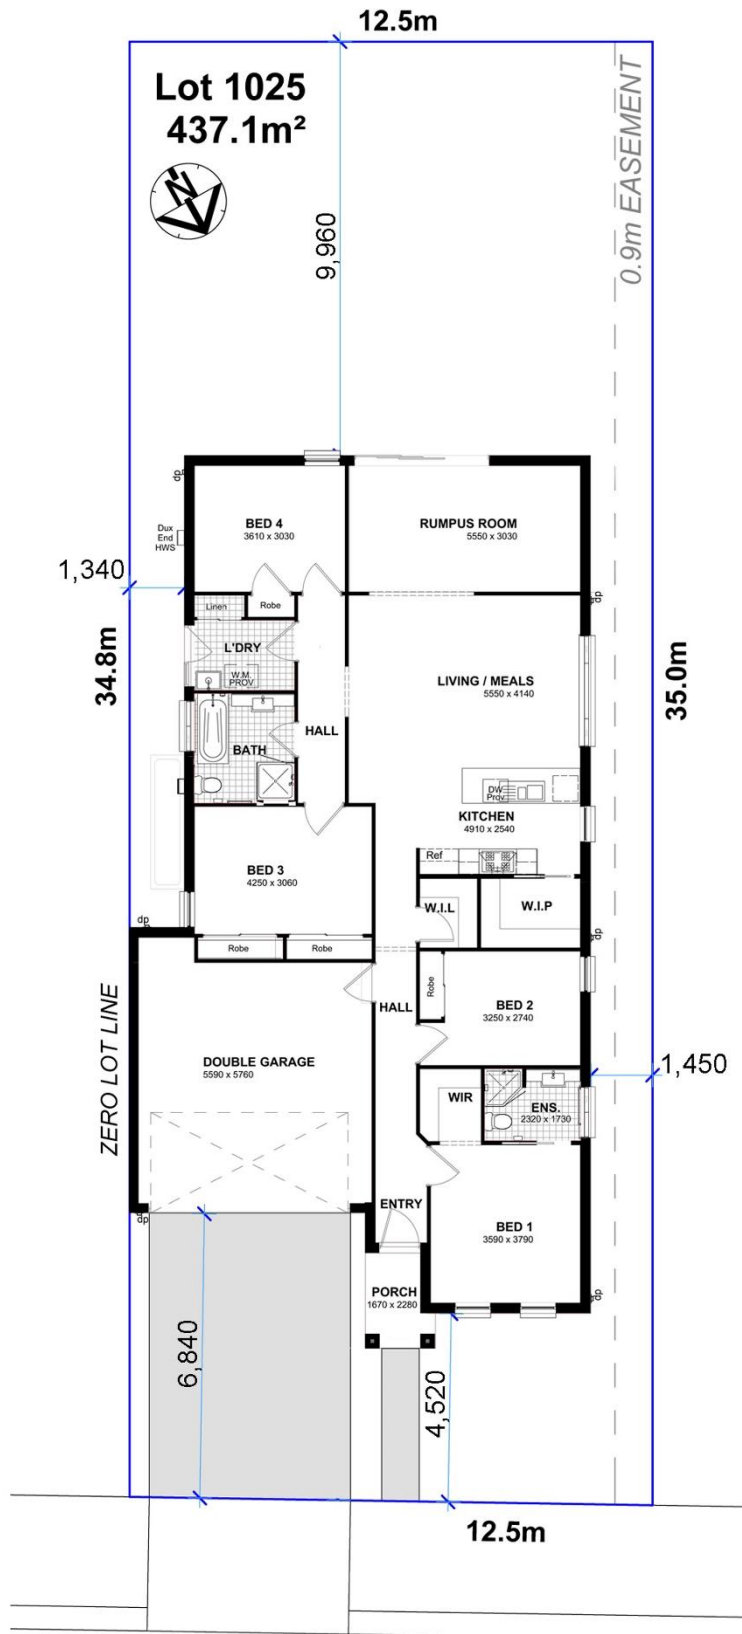 12.5m
Lot 1025
437.1m²
N
9,960
0.9m EASEMENT
dp
BED 4
3610 x 3030
RUMPUS ROOM
5550 x 3030
Dux
End
HWS
1,340
dp
Linen
Robe
L'DRY
W.M.
PROV
34.8m
LIVING / MEALS
5550 x 4140
35.0m
HALL
BATH
DW
Prov
KITCHEN
4910 x 2540
Ref
BED 3
4250 x 3060
W.I.L
W.I.P
dp
dp
Robe
Robe
Robe
HALL
BED 2
3250 x 2740
ZERO LOT LINE
DOUBLE GARAGE
5590 x 5760
1,450
WIR
ENS.
2320 x 1730
ENTRY
BED 1
3590 x 3790
dp
PORCH
1670 x 2280
dp
6,840
4,520
12.5m